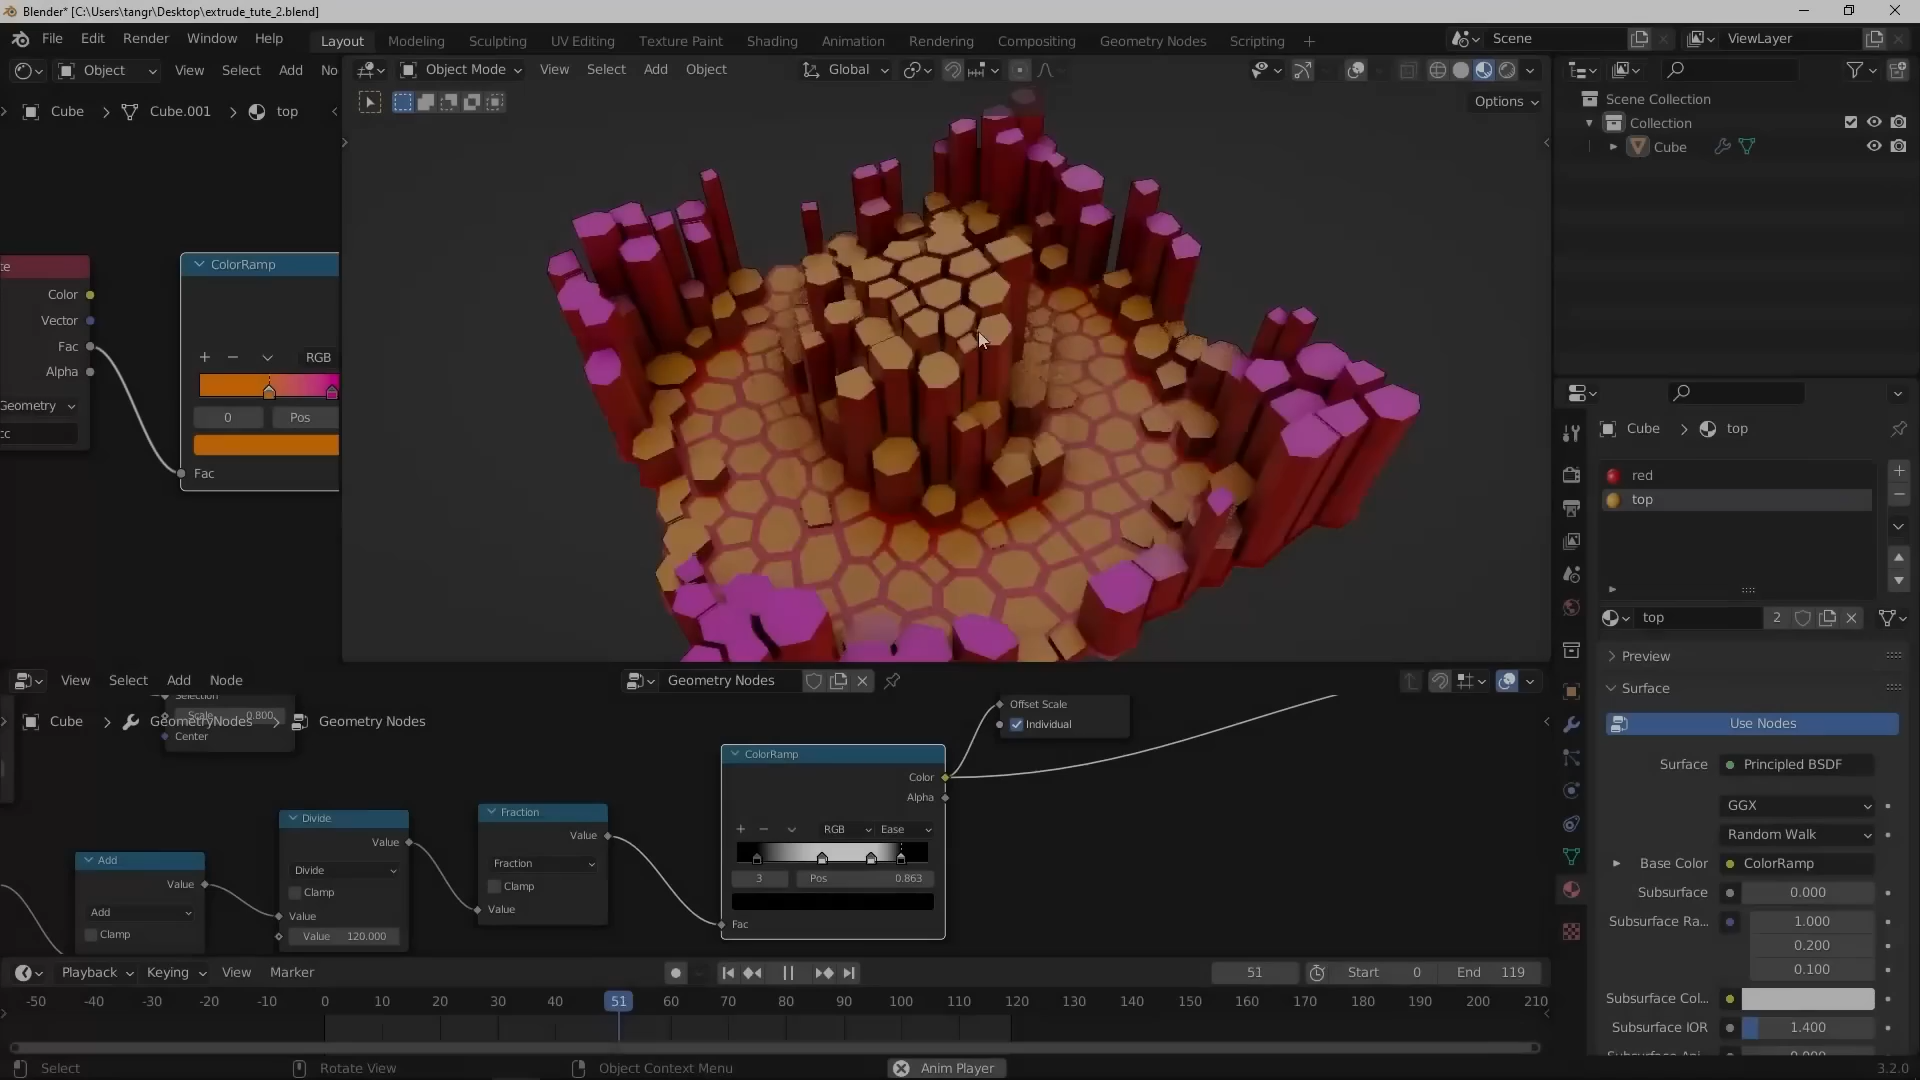 Blender* [C:\Users\tangr\Desktop\extrude_tute_2.blend]
File Edit Render Window Help
Layout Modeling Sculpting UV Editing Texture Paint Shading Animation Rendering Compositing Geometry Nodes Scripting +
Scene
ViewLayer
Object View Select Add No
Object Mode View Select Add Object
Global
Options
Cube > Cube.001 > top
Scene Collection
Collection
Cube
ColorRamp
Color
Vector
Fac
Alpha
Geometry
cc
RGB
0 Pos
Fac
Cube > top
red
top
top 2
Preview
Surface
Use Nodes
Surface Principled BSDF
GGX
Random Walk
Base Color ColorRamp
Subsurface 0.000
Subsurface Ra... 1.000
0.200
0.100
Subsurface Col...
Subsurface IOR 1.400
View Select Add Node
Geometry Nodes
Selection
Scale 0.800
Center
Cube > GeometryNodes > Geometry Nodes
Offset Scale
Individual
Add
Value
Add
Clamp
Divide
Value
Divide
Clamp
Value
Value 120.000
Fraction
Value
Fraction
Clamp
Value
ColorRamp
Color
Alpha
RGB Ease
3 Pos 0.863
Fac
Playback Keying View Marker
51 Start 0 End 119
-50 -40 -30 -20 -10 0 10 20 30 40 51 60 70 80 90 100 110 120 130 140 150 160 170 180 190 200 210
Select Rotate View Object Context Menu Anim Player 3.2.0